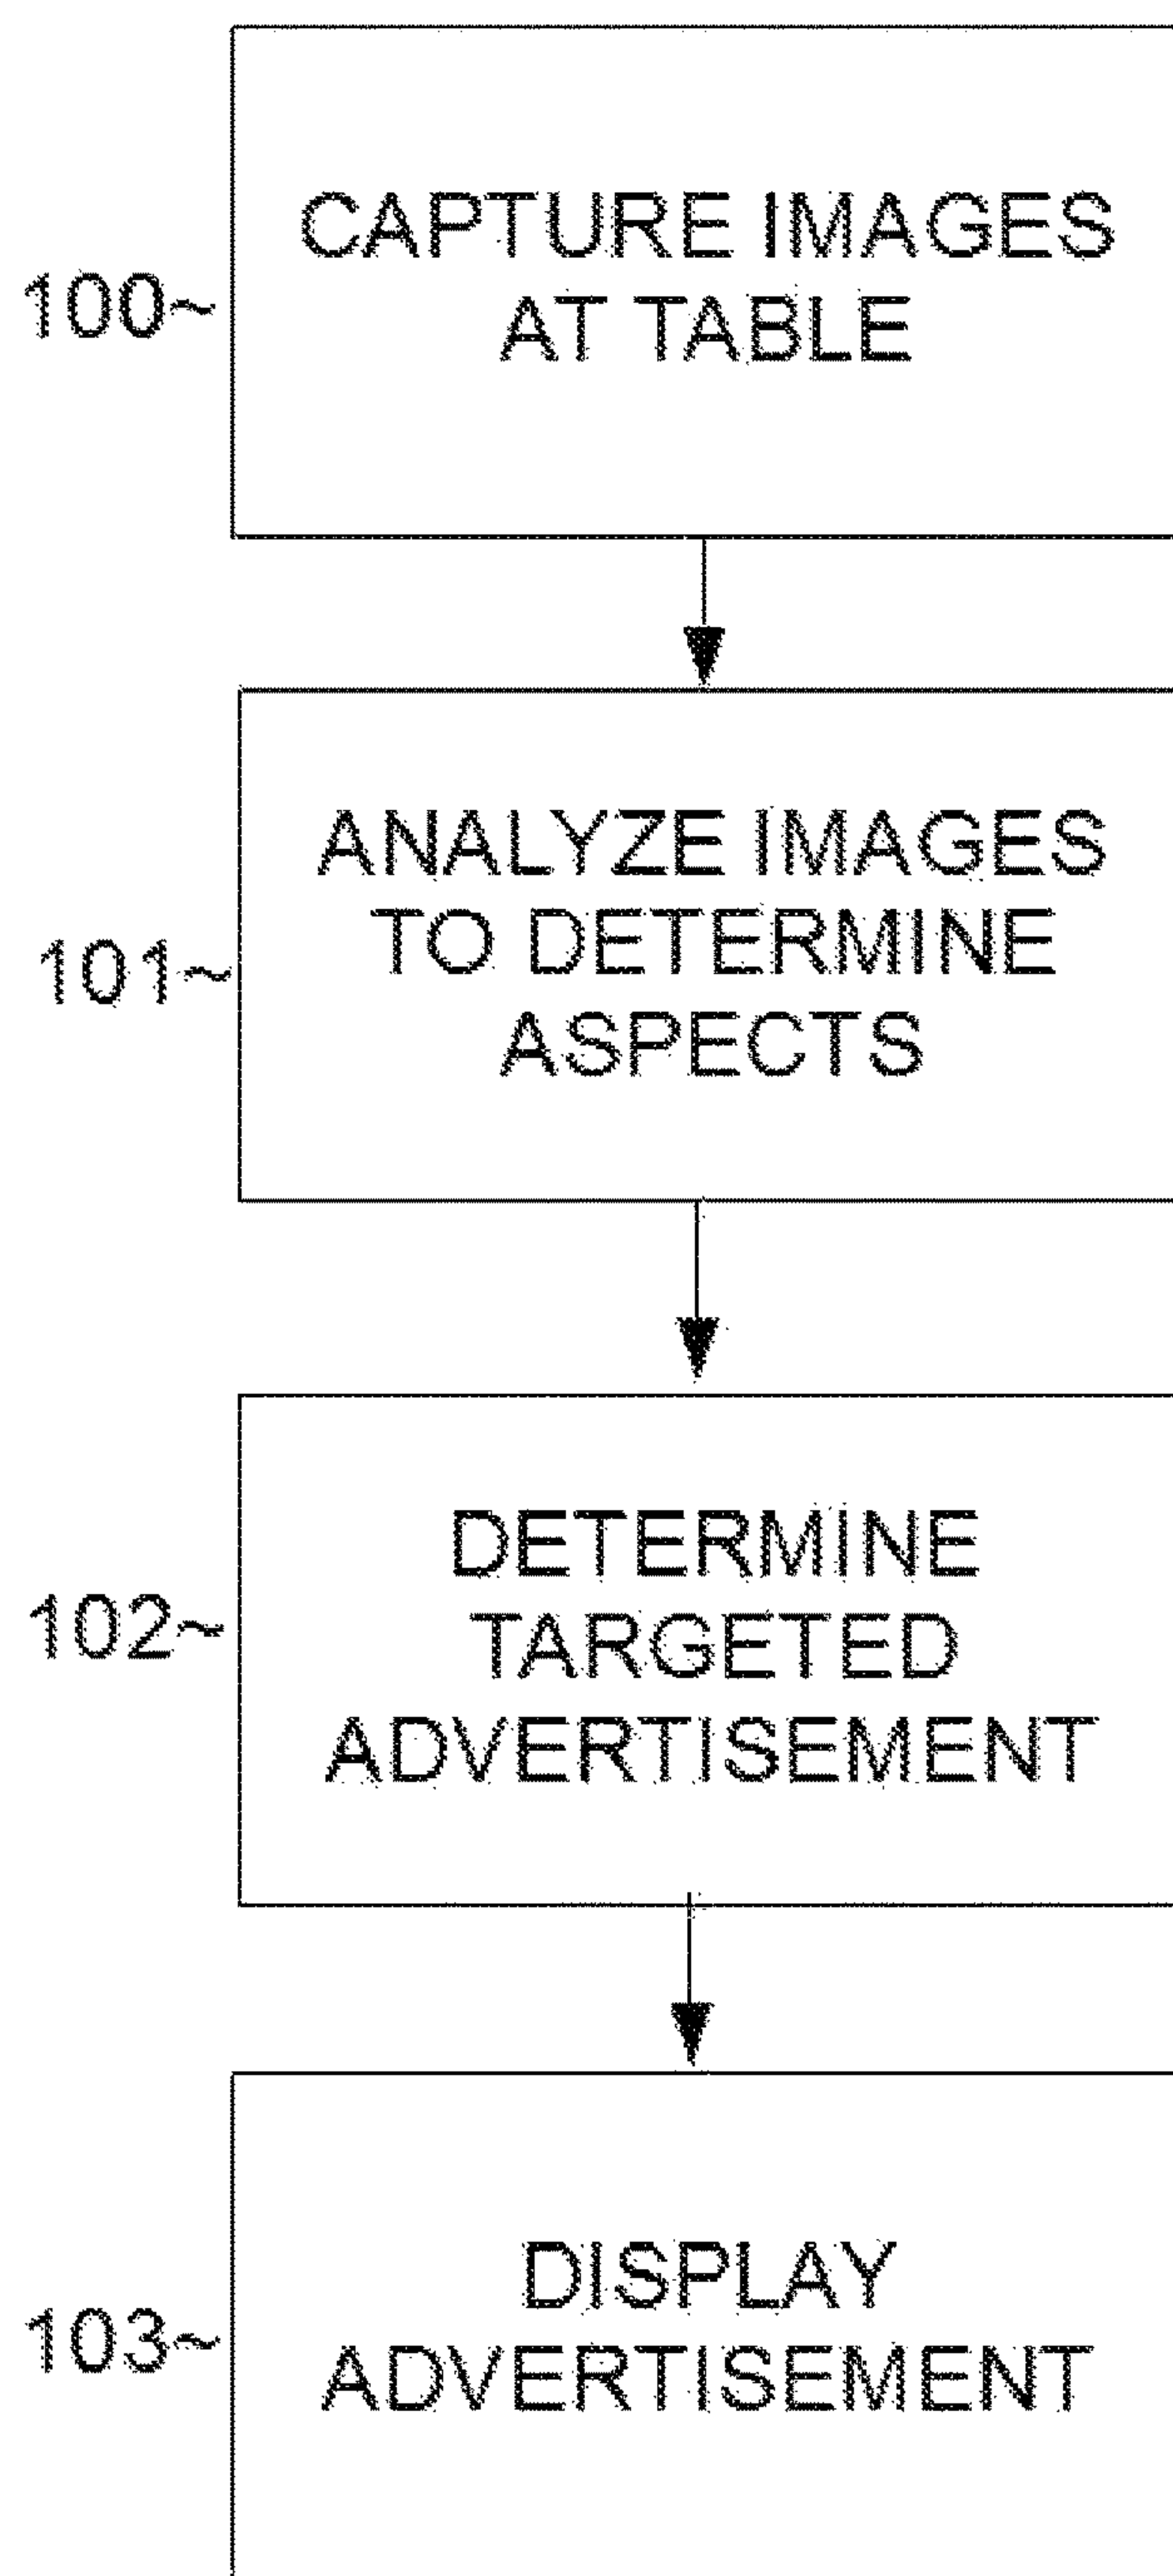 CAPTURE IMAGES
AT TABLE
100~
ANALYZE IMAGES
TO DETERMINE
ASPECTS
101~
DETERMINE
TARGETED
ADVERTISEMENT
102~
DISPLAY
ADVERTISEMENT
103~